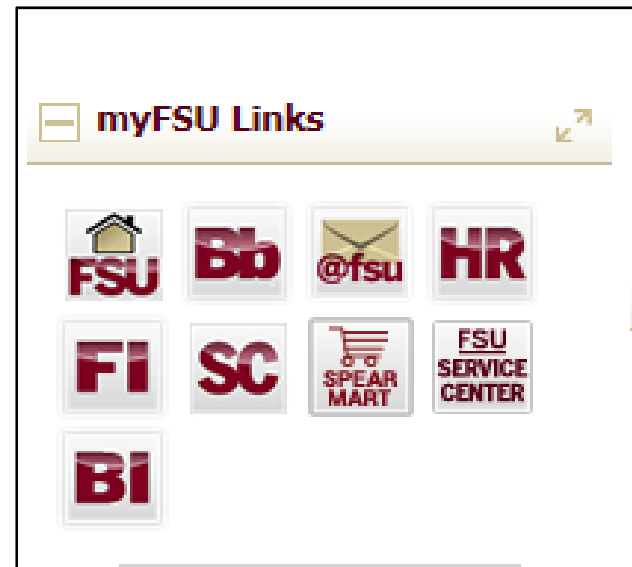 myFSU Links
FSU
Bb
@fsu
HR
FI
SC
SPEAR
MART
FSU
SERVICE
CENTER
BI